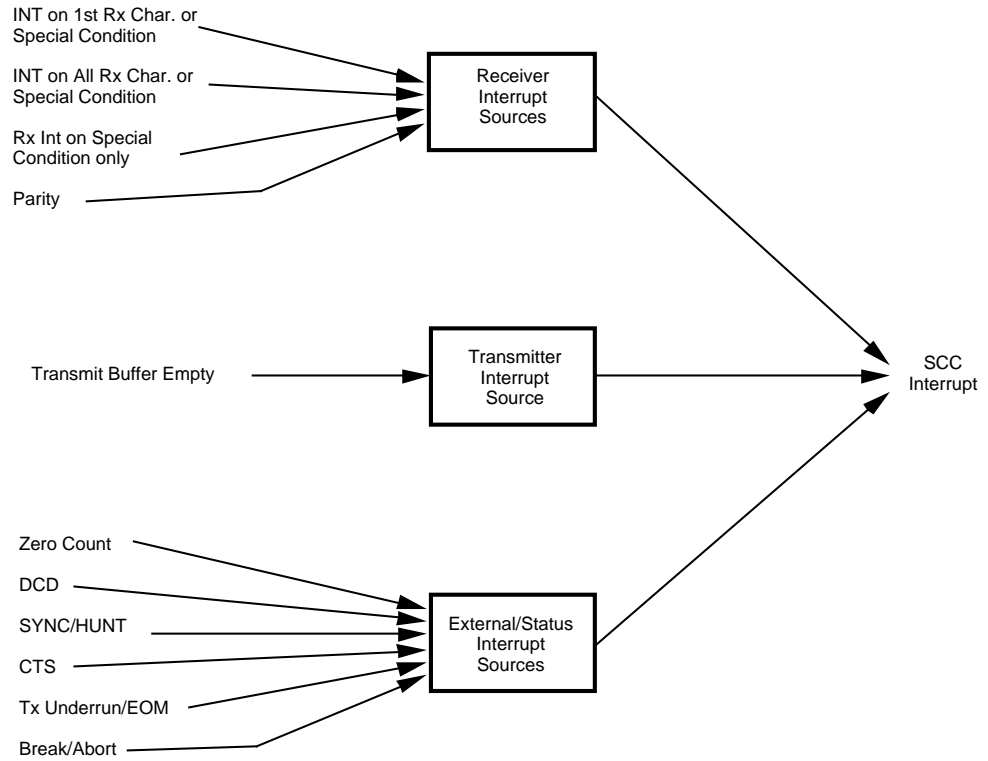 INT on 1st Rx Char. or
Special Condition
INT on All Rx Char. or
Special Condition
Rx Int on Special
Condition only
Parity
Receiver
Interrupt
Sources
Transmit Buffer Empty
Transmitter
Interrupt
Source
SCC
Interrupt
Zero Count
DCD
SYNC/HUNT
CTS
Tx Underrun/EOM
Break/Abort
External/Status
Interrupt
Sources